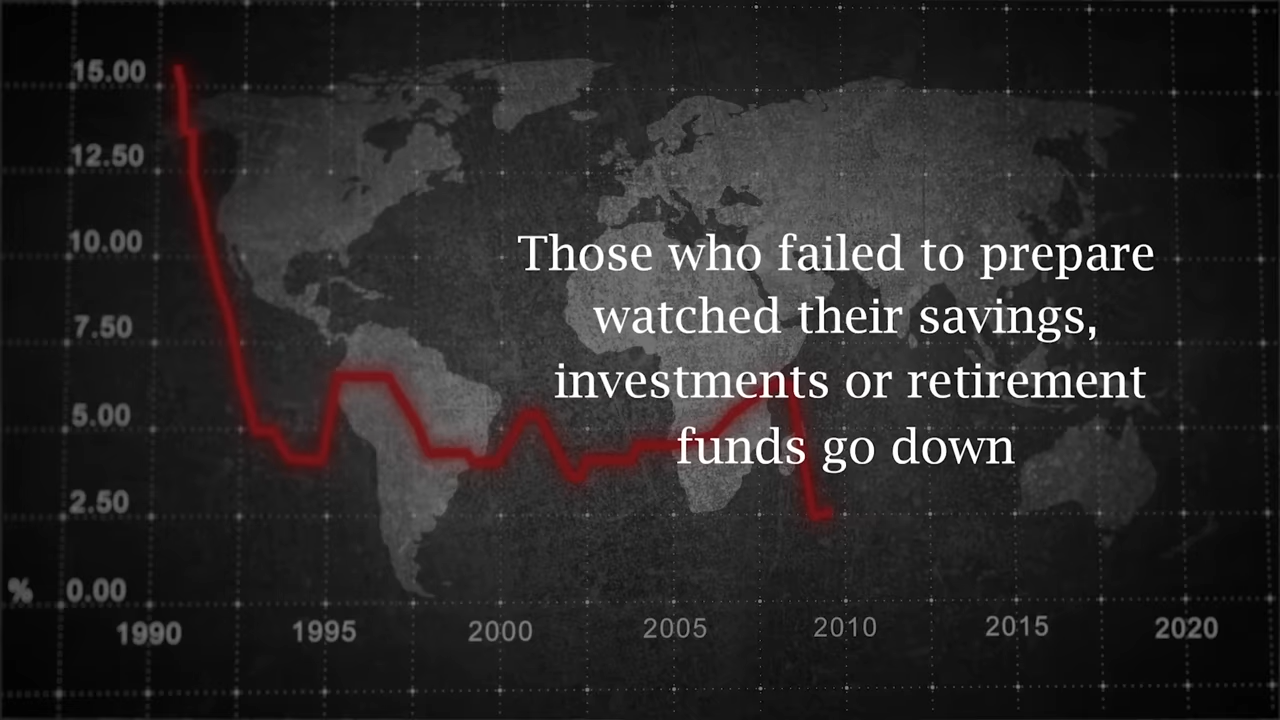 15.00
12.50
10.00
7.50
5.00
2.50
% 0.00
1990 1995 2000 2005 2010 2015 2020
Those who failed to prepare
watched their savings,
investments or retirement
funds go down